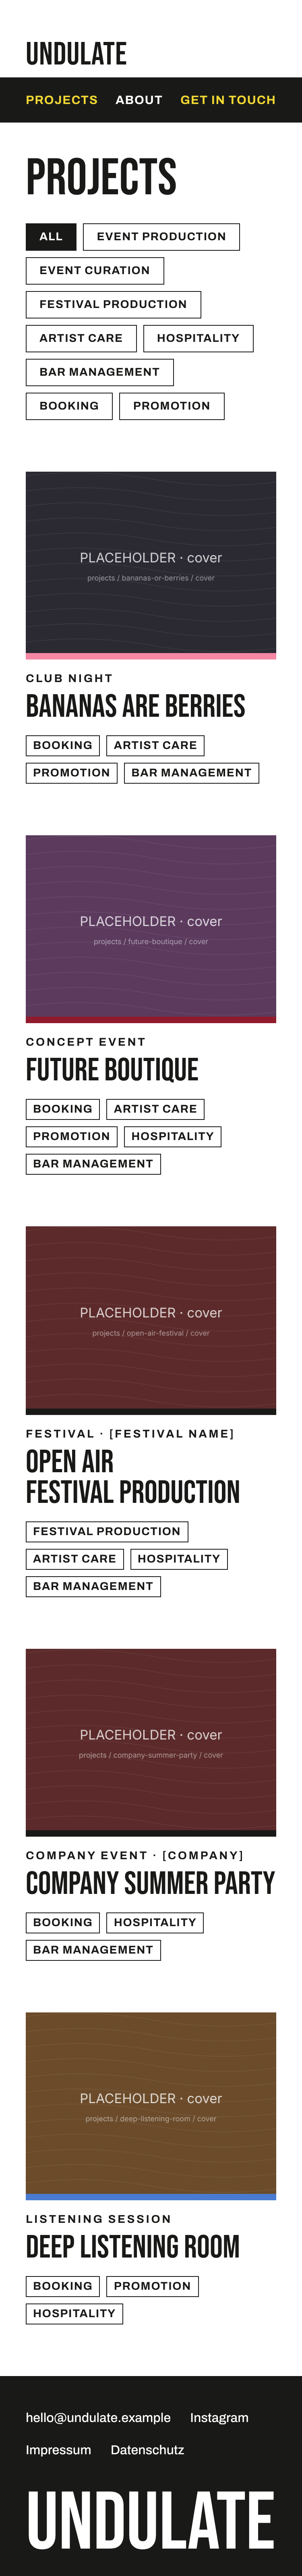 UNDULATE
PROJECTS ABOUT GET IN TOUCH
PROJECTS
ALL EVENT PRODUCTION
EVENT CURATION
FESTIVAL PRODUCTION
ARTIST CARE HOSPITALITY
BAR MANAGEMENT
BOOKING PROMOTION
PLACEHOLDER · cover
projects / bananas-or-berries / cover
CLUB NIGHT
BANANAS ARE BERRIES
BOOKING ARTIST CARE
PROMOTION BAR MANAGEMENT
PLACEHOLDER · cover
projects / future-boutique / cover
CONCEPT EVENT
FUTURE BOUTIQUE
BOOKING ARTIST CARE
PROMOTION HOSPITALITY
BAR MANAGEMENT
PLACEHOLDER · cover
projects / open-air-festival / cover
FESTIVAL · [FESTIVAL NAME]
OPEN AIR
FESTIVAL PRODUCTION
FESTIVAL PRODUCTION
ARTIST CARE HOSPITALITY
BAR MANAGEMENT
PLACEHOLDER · cover
projects / company-summer-party / cover
COMPANY EVENT · [COMPANY]
COMPANY SUMMER PARTY
BOOKING HOSPITALITY
BAR MANAGEMENT
PLACEHOLDER · cover
projects / deep-listening-room / cover
LISTENING SESSION
DEEP LISTENING ROOM
BOOKING PROMOTION
HOSPITALITY
hello@undulate.example Instagram
Impressum Datenschutz
UNDULATE